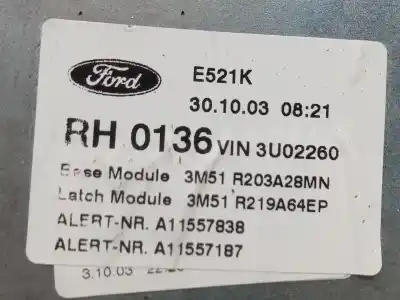 Ford
E521K
30.10.03 08:21
RH 0136 VIN 3U02260
Base Module 3M51 R203A28MN
Latch Module 3M51 R219A64EP
ALERT-NR. A11557838
ALERT-NR. A11557187
3.10.03